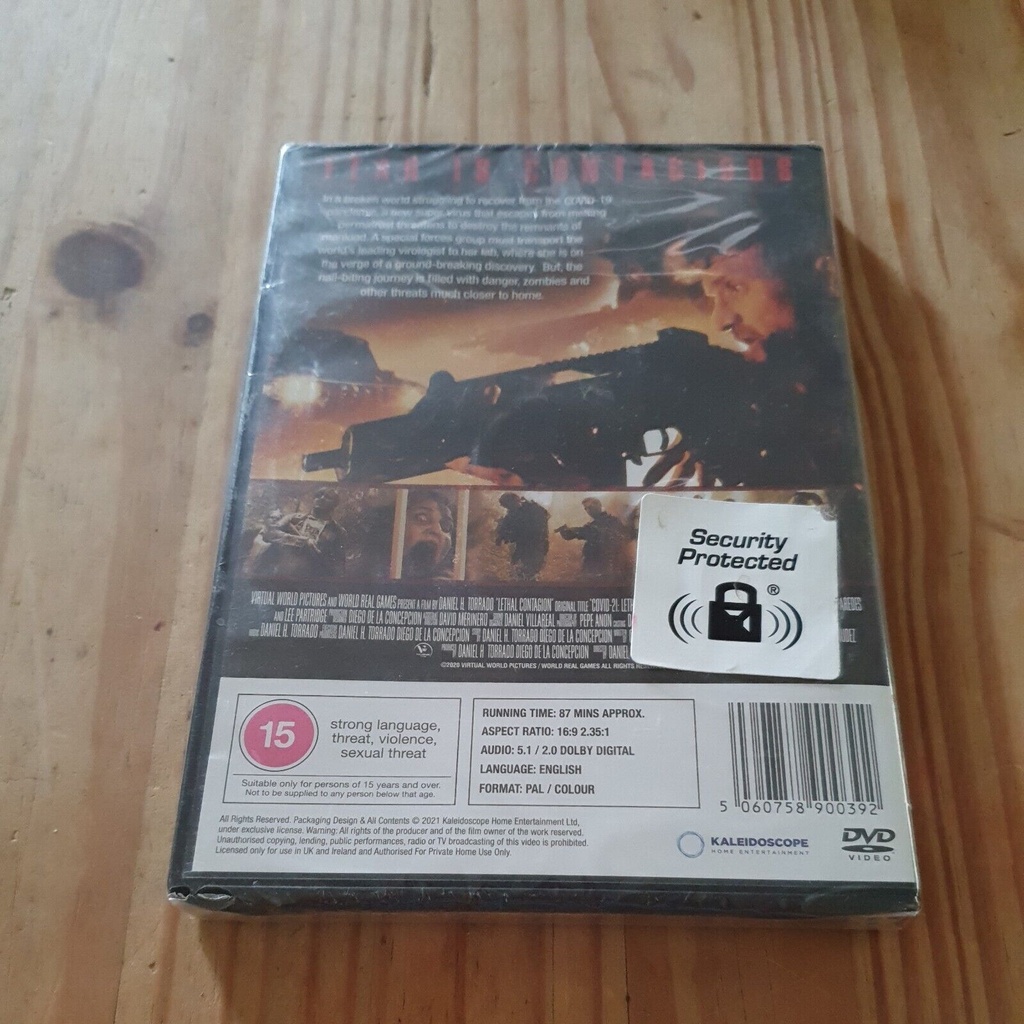 FEAR IS CONTAGIOUS
In a broken world struggling to recover from the COVID-19
a new super virus that escapes from melting
permafrost threatens to destroy the remnants of
mankind. A special forces group must transport the
world's leading virologist to her lab, where she is on
the verge of a ground-breaking discovery. But, the
nail-biting journey is filled with danger, zombies and
other threats much closer to home.
Security
Protected
®
VIRTUAL WORLD PICTURES AND WORLD REAL GAMES PRESENT A FILM BY DANIEL H. TORRADO "LETHAL CONTAGION" ORIGINAL TITLE "COVID-21: LET
AND LEE PARTRIDGE DIEGO DE LA CONCEPCION DAVID MERINERO DANIEL VILLAREAL PEPE ANON
DANIEL H. TORRADO DANIEL H. TORRADO DIEGO DE LA CONCEPCION DANIEL H. TORRADO DIEGO DE LA CONCEPCION
DANIEL H. TORRADO DIEGO DE LA CONCEPCION
©2020 VIRTUAL WORLD PICTURES / WORLD REAL GAMES ALL RIGHTS
15
strong language,
threat, violence,
sexual threat
Suitable only for persons of 15 years and over.
Not to be supplied to any person below that age.
RUNNING TIME: 87 MINS APPROX.
ASPECT RATIO: 16:9 2.35:1
AUDIO: 5.1 / 2.0 DOLBY DIGITAL
LANGUAGE: ENGLISH
FORMAT: PAL / COLOUR
5 060758 900392
All Rights Reserved. Packaging Design & All Contents © 2021 Kaleidoscope Home Entertainment Ltd,
under exclusive license. Warning: All rights of the producer and of the film owner of the work reserved.
Unauthorised copying, lending, public performances, radio or TV broadcasting of this video is prohibited.
Licensed only for use in UK and Ireland and Authorised For Private Home Use Only.
KALEIDOSCOPE
HOME ENTERTAINMENT
DVD
VIDEO